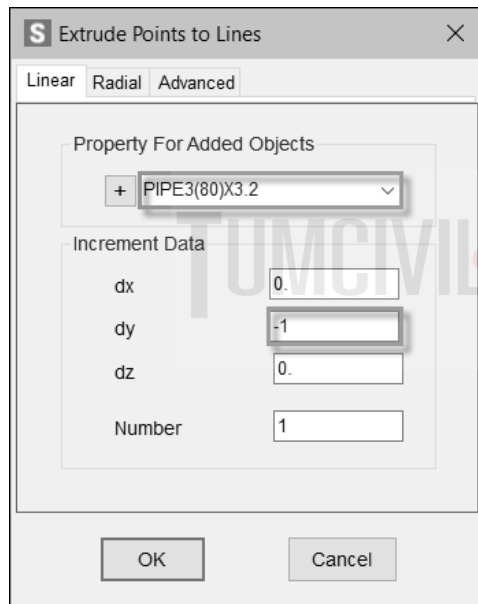 S Extrude Points to Lines
Linear Radial Advanced
Property For Added Objects
+ PIPE3(80)X3.2
TUMCIVIL
Increment Data
dx 0.
dy -1
dz 0.
Number 1
OK Cancel